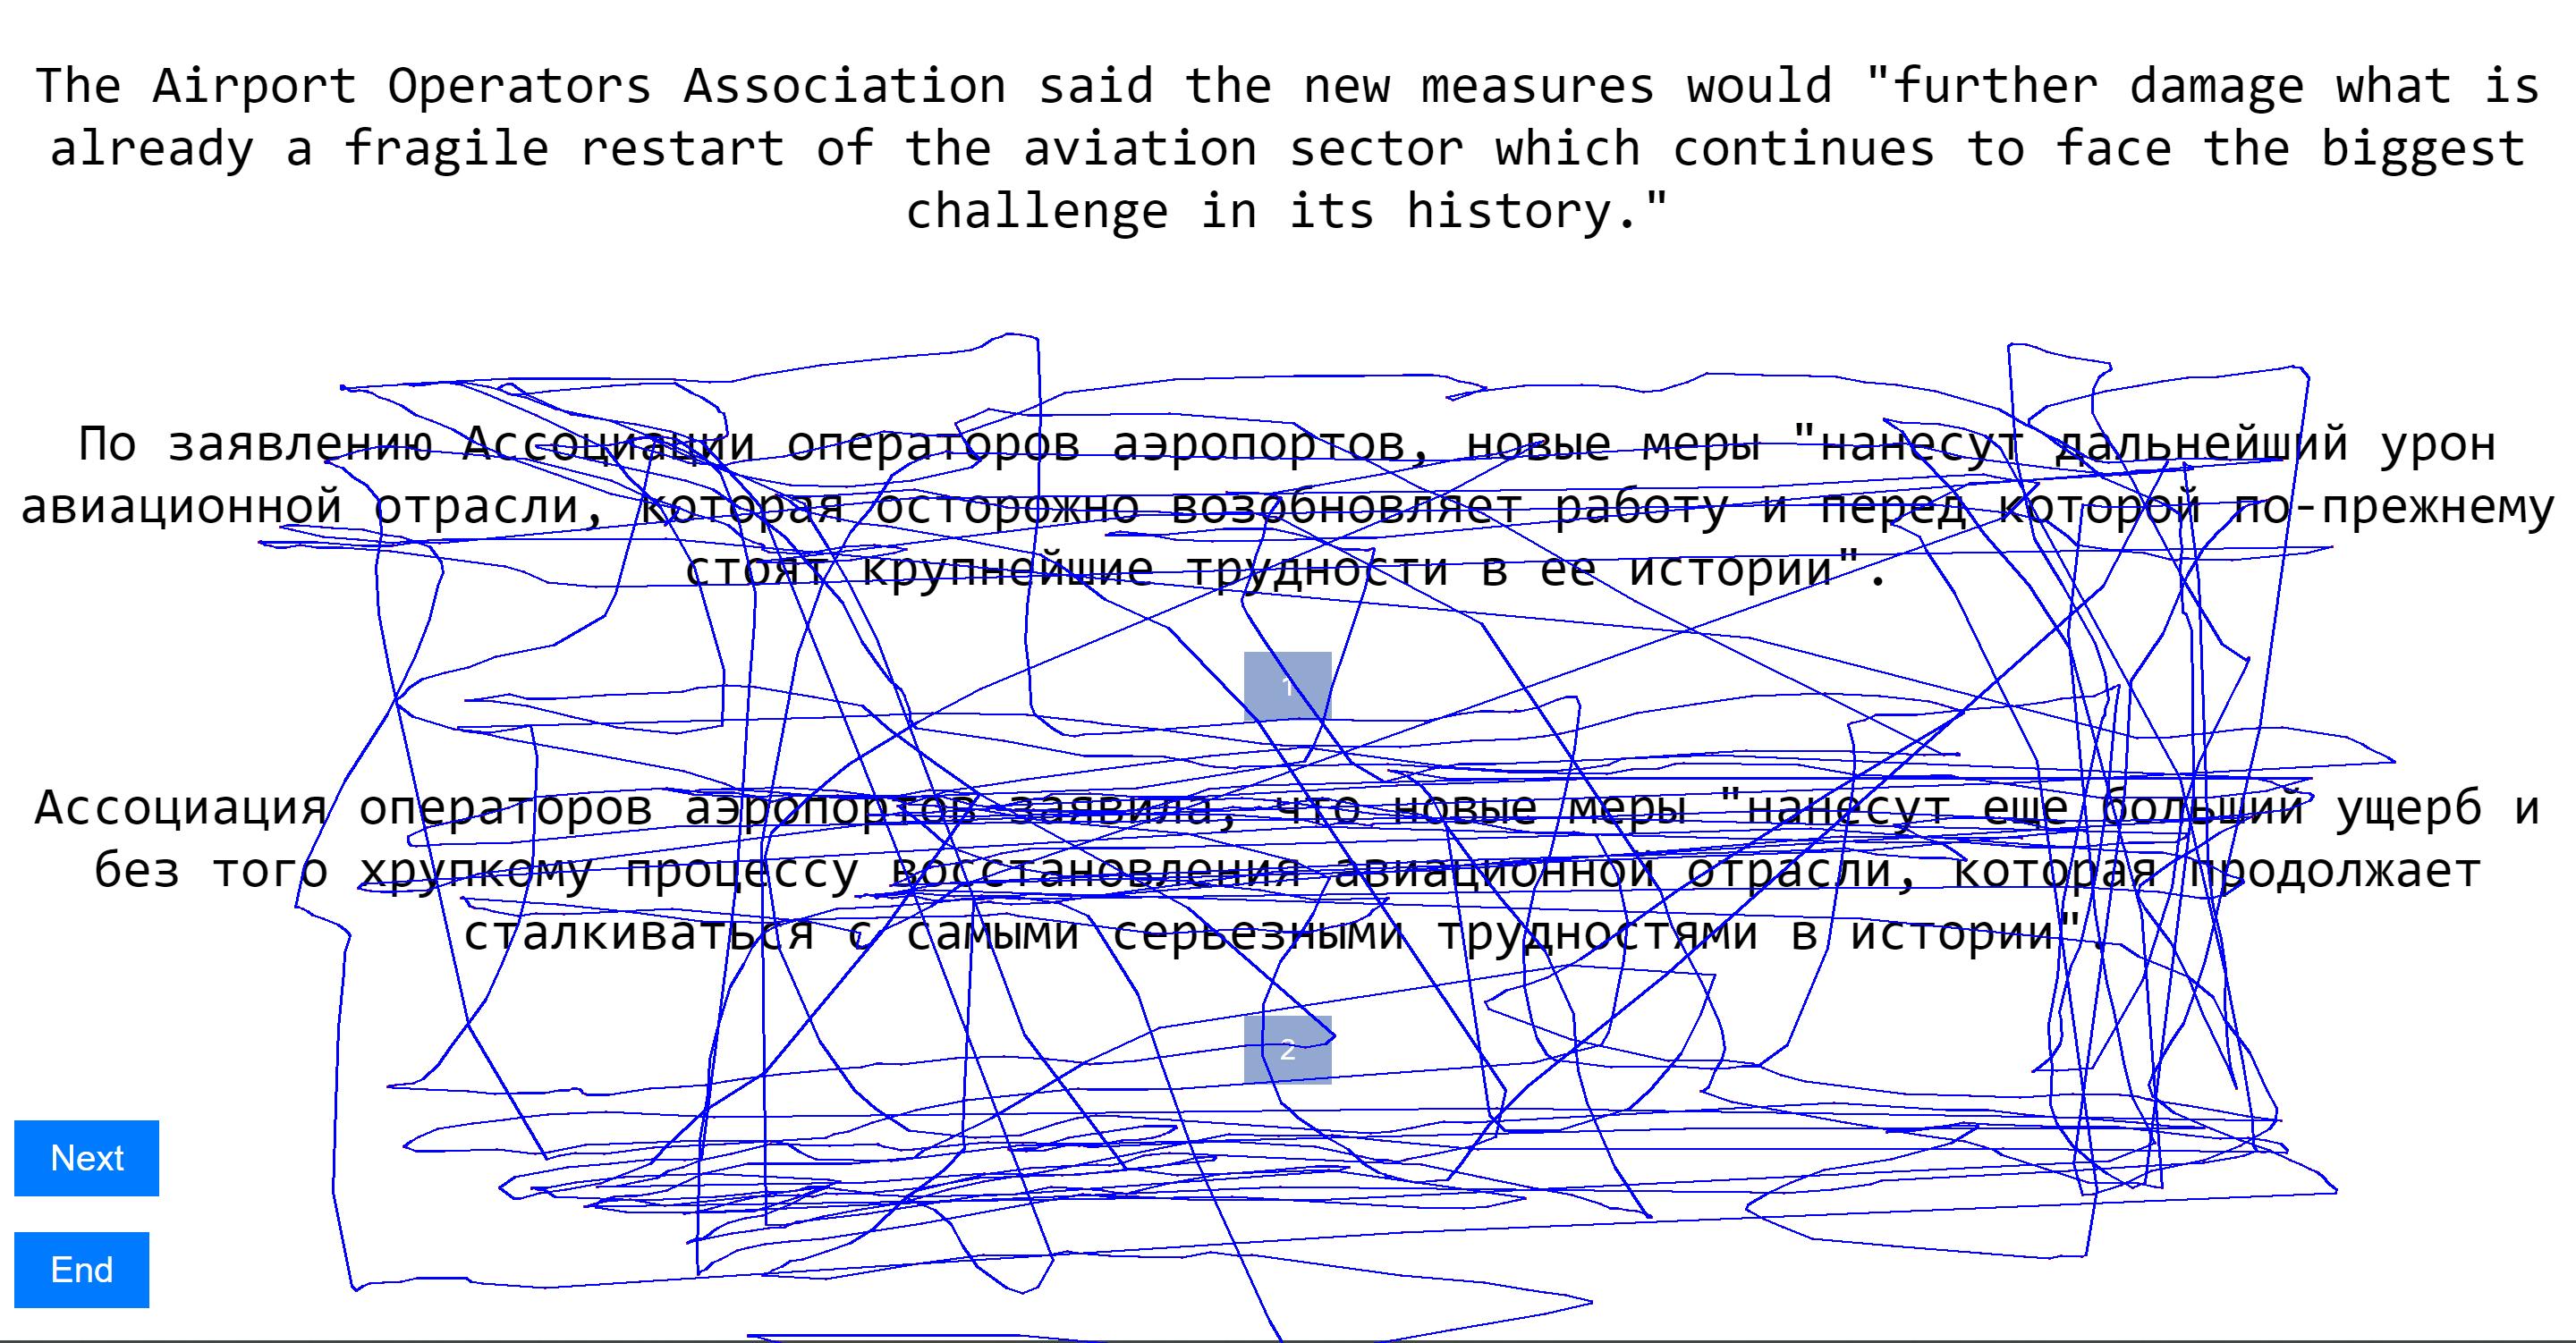 The Airport Operators Association said the new measures would "further damage what is
already a fragile restart of the aviation sector which continues to face the biggest
challenge in its history."
По заявлению Ассоциации операторов аэропортов, новые меры "нанесут дальнейший урон
авиационной отрасли, которая осторожно возобновляет работу и перед которой по-прежнему
стоят крупнейшие трудности в ее истории".
1
Ассоциация операторов аэропортов заявила, что новые меры "нанесут еще больший ущерб и
без того хрупкому процессу восстановления авиационной отрасли, которая продолжает
сталкиваться с самыми серьезными трудностями в истории".
2
Next
End